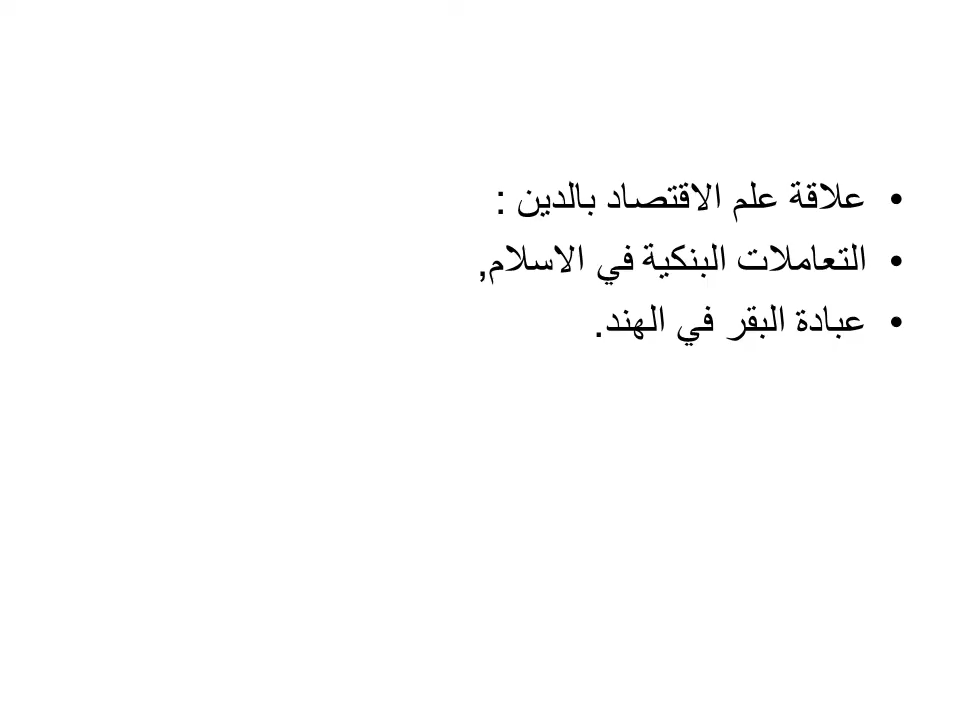 • علاقة علم الاقتصاد بالدين :
• التعاملات البنكية في الاسلام,
• عبادة البقر في الهند.